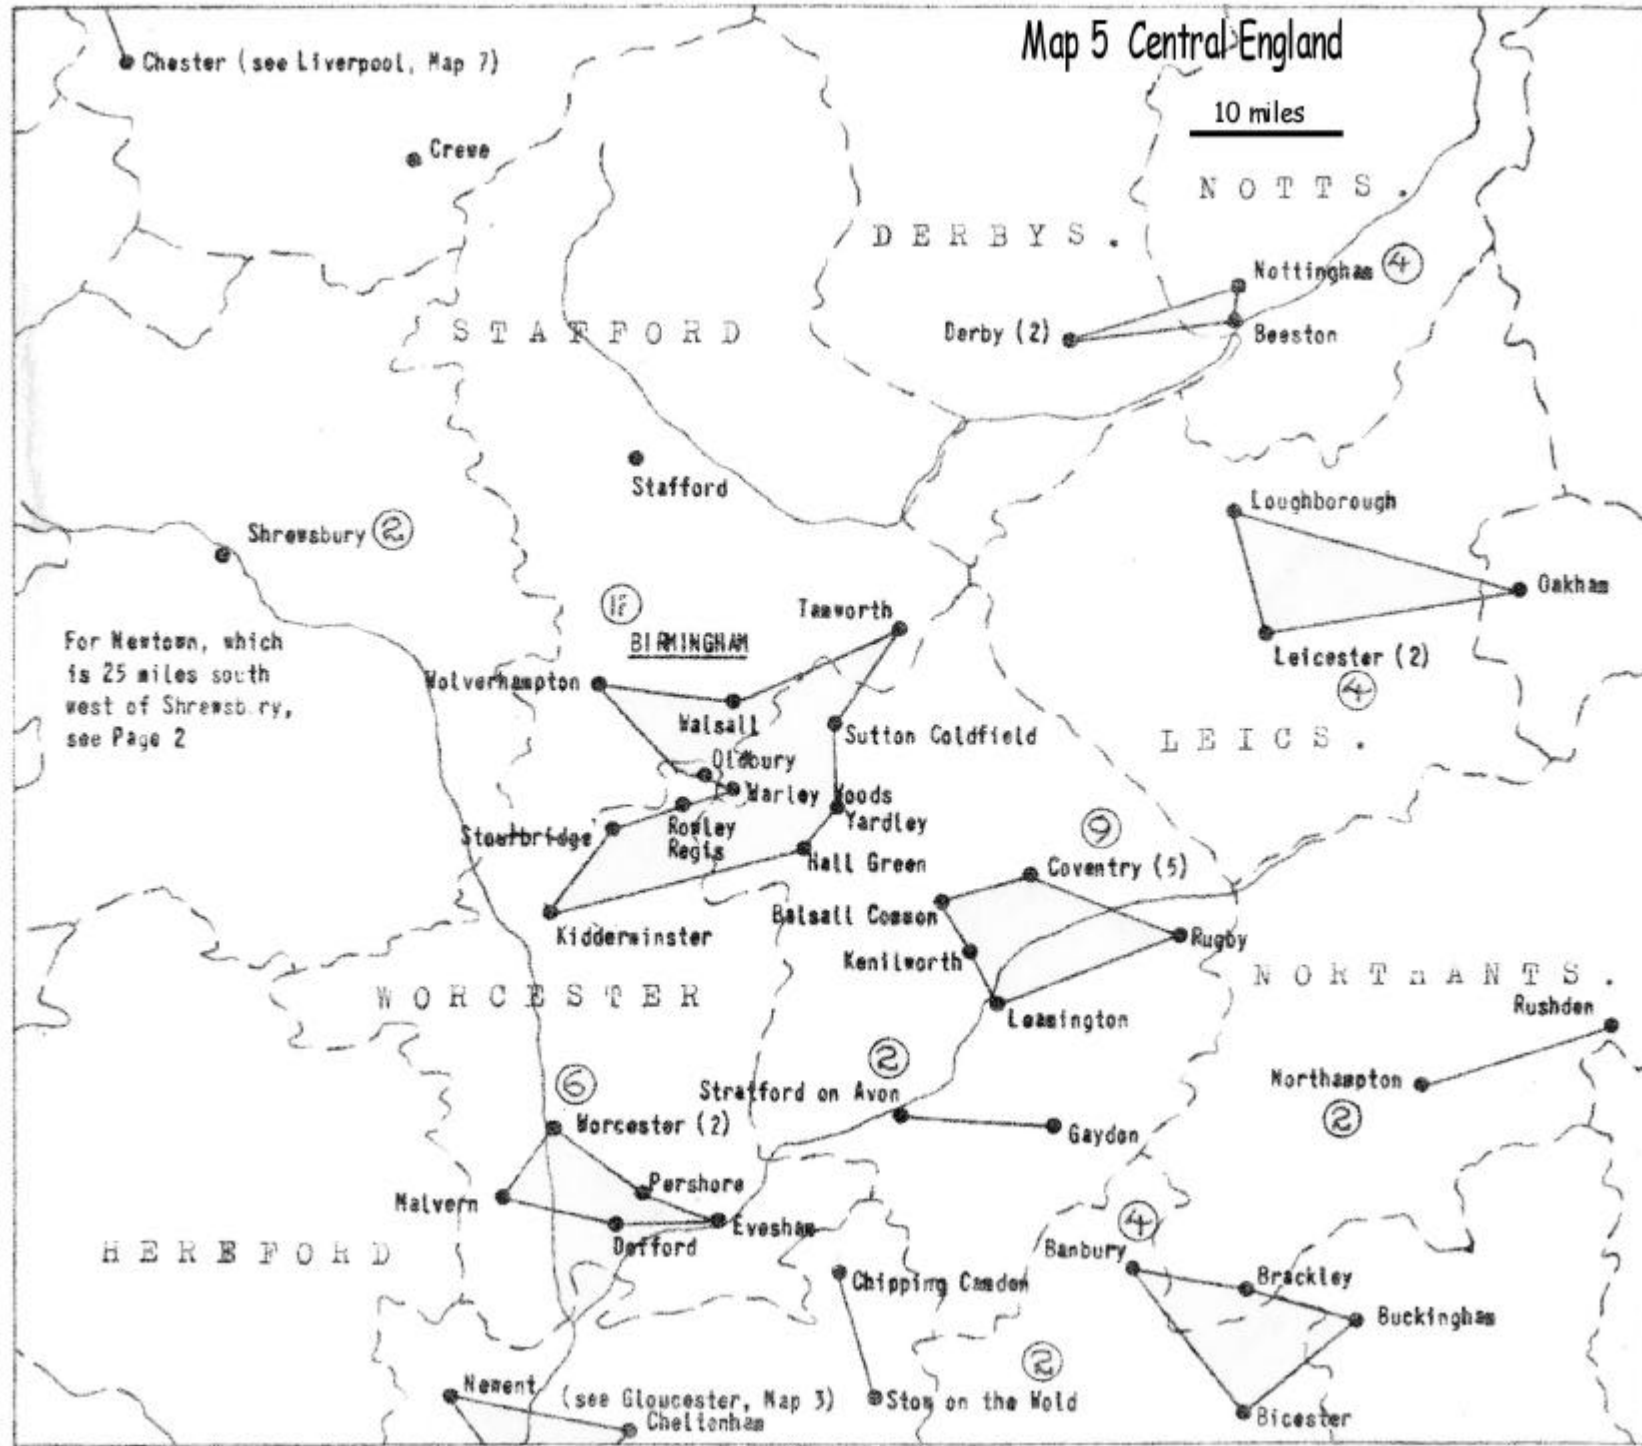 Map 5 Central England
10 miles
Chester (see Liverpool, Map 7)
Crewe
NOTTS.
DERBYS.
Nottingham 4
STAFFORD
Derby (2)
Beeston
Stafford
Loughborough
Shrewsbury 2
Oakham
Tamworth
BIRMINGHAM
For Newtown, which
is 25 miles south
west of Shrewsb.ry,
see Page 2
Leicester (2)
4
Wolverhampton
Walsall
Sutton Coldfield
LEICS.
Oldbury
Warley Woods
Yardley
Stourbridge
Rowley
Regis
9
Hall Green
Coventry (5)
Balsall Common
Kidderminster
Rugby
Kenilworth
NORTHANTS.
WORCESTER
Rushden
Leamington
2
6
Stratford on Avon
Northampton
2
Worcester (2)
Gaydon
Pershore
Malvern
Evesham
4
Defford
HEREFORD
Banbury
Brackley
Chipping Camden
Buckingham
2
Newent
(see Gloucester, Map 3)
Stow on the Wold
Cheltenham
Bicester